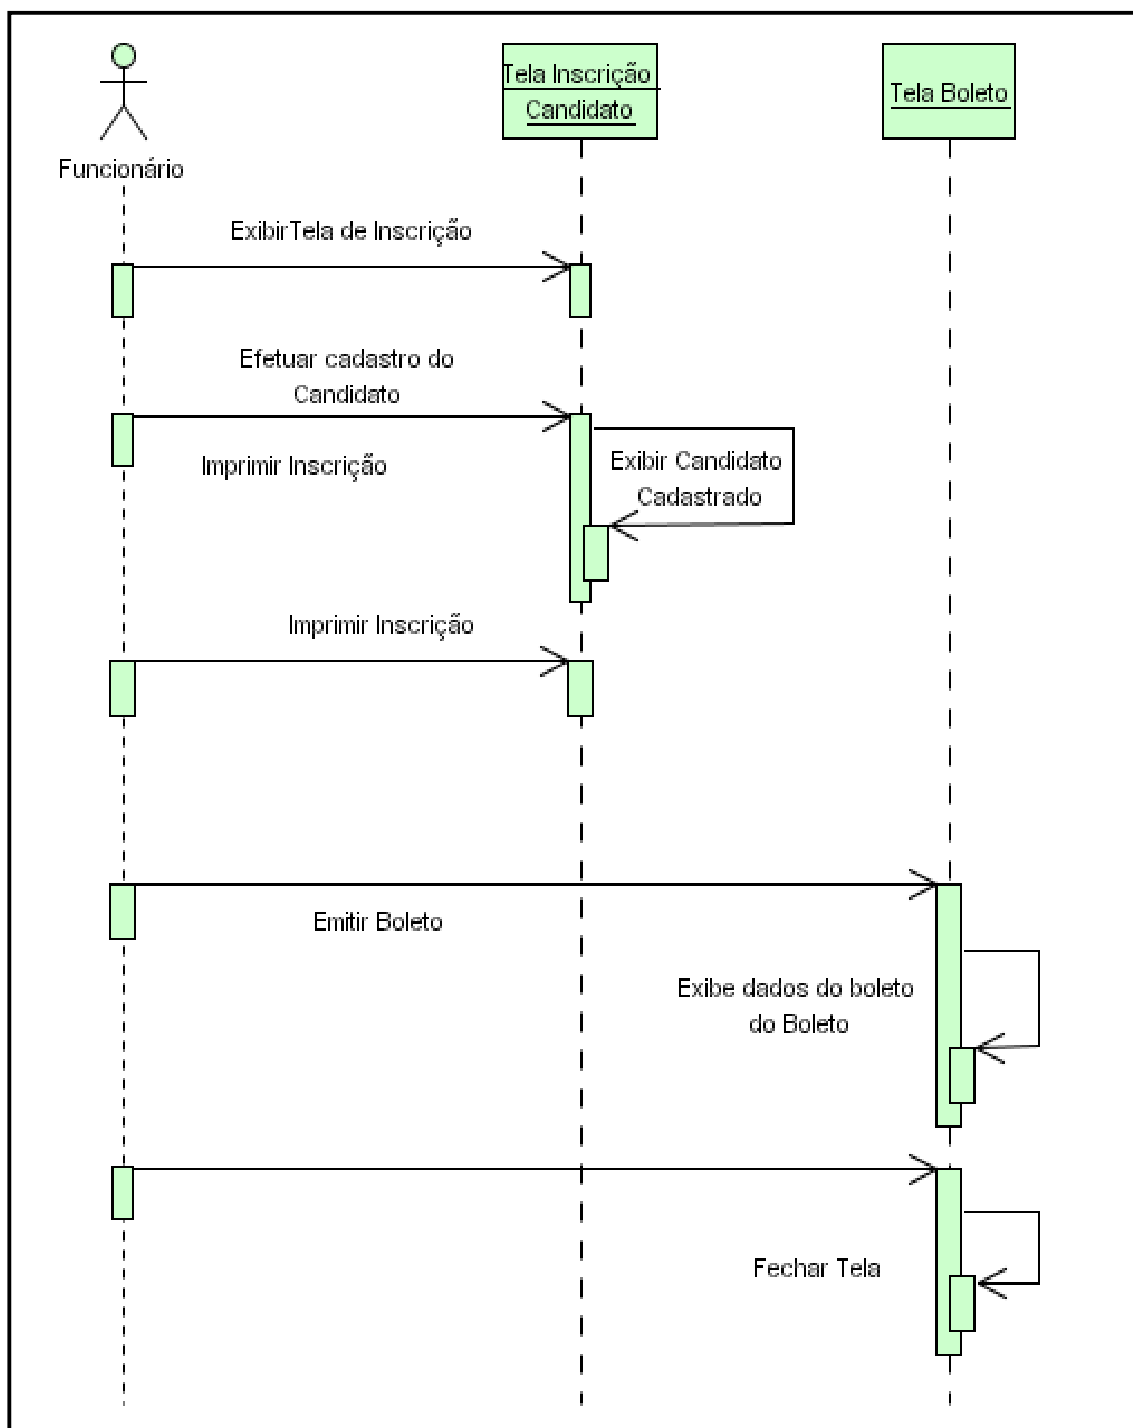 Tela Inscrição
Candidato
Tela Boleto
Funcionário
ExibirTela de Inscrição
Efetuar cadastro do
Candidato
Imprimir Inscrição
Exibir Candidato
Cadastrado
Imprimir Inscrição
Emitir Boleto
Exibe dados do boleto
do Boleto
Fechar Tela